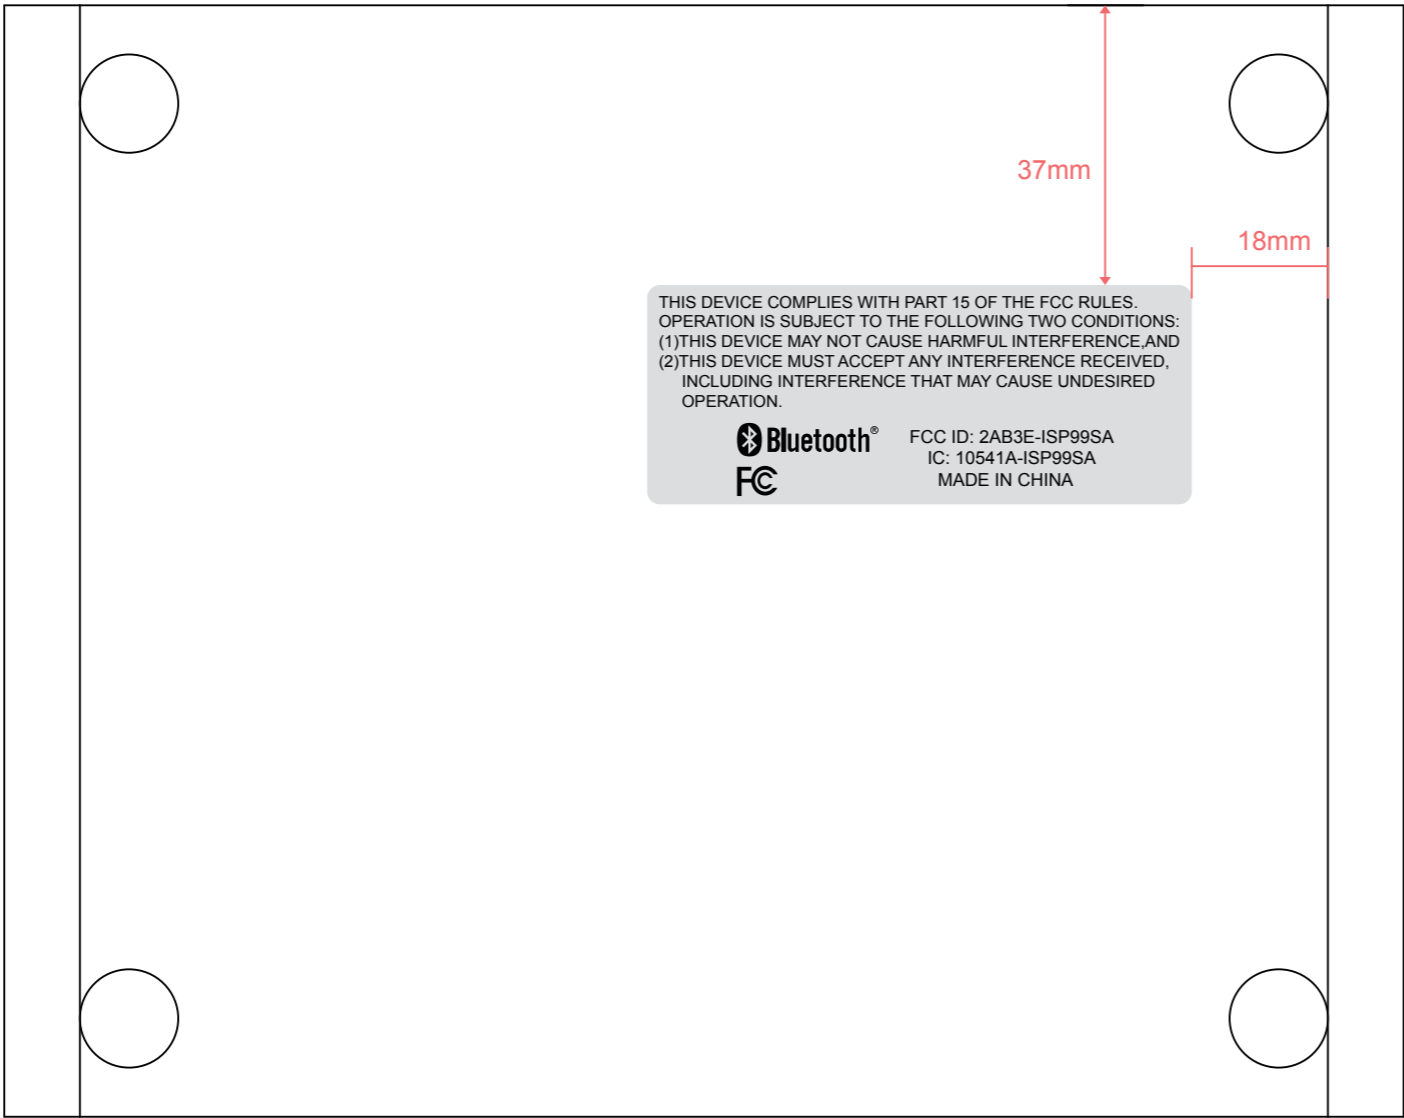 37mm
18mm
THIS DEVICE COMPLIES WITH PART 15 OF THE FCC RULES.
OPERATION IS SUBJECT TO THE FOLLOWING TWO CONDITIONS:
(1)THIS DEVICE MAY NOT CAUSE HARMFUL INTERFERENCE,AND
(2)THIS DEVICE MUST ACCEPT ANY INTERFERENCE RECEIVED,
INCLUDING INTERFERENCE THAT MAY CAUSE UNDESIRED
OPERATION.
Bluetooth®
FC
FCC ID: 2AB3E-ISP99SA
IC: 10541A-ISP99SA
MADE IN CHINA